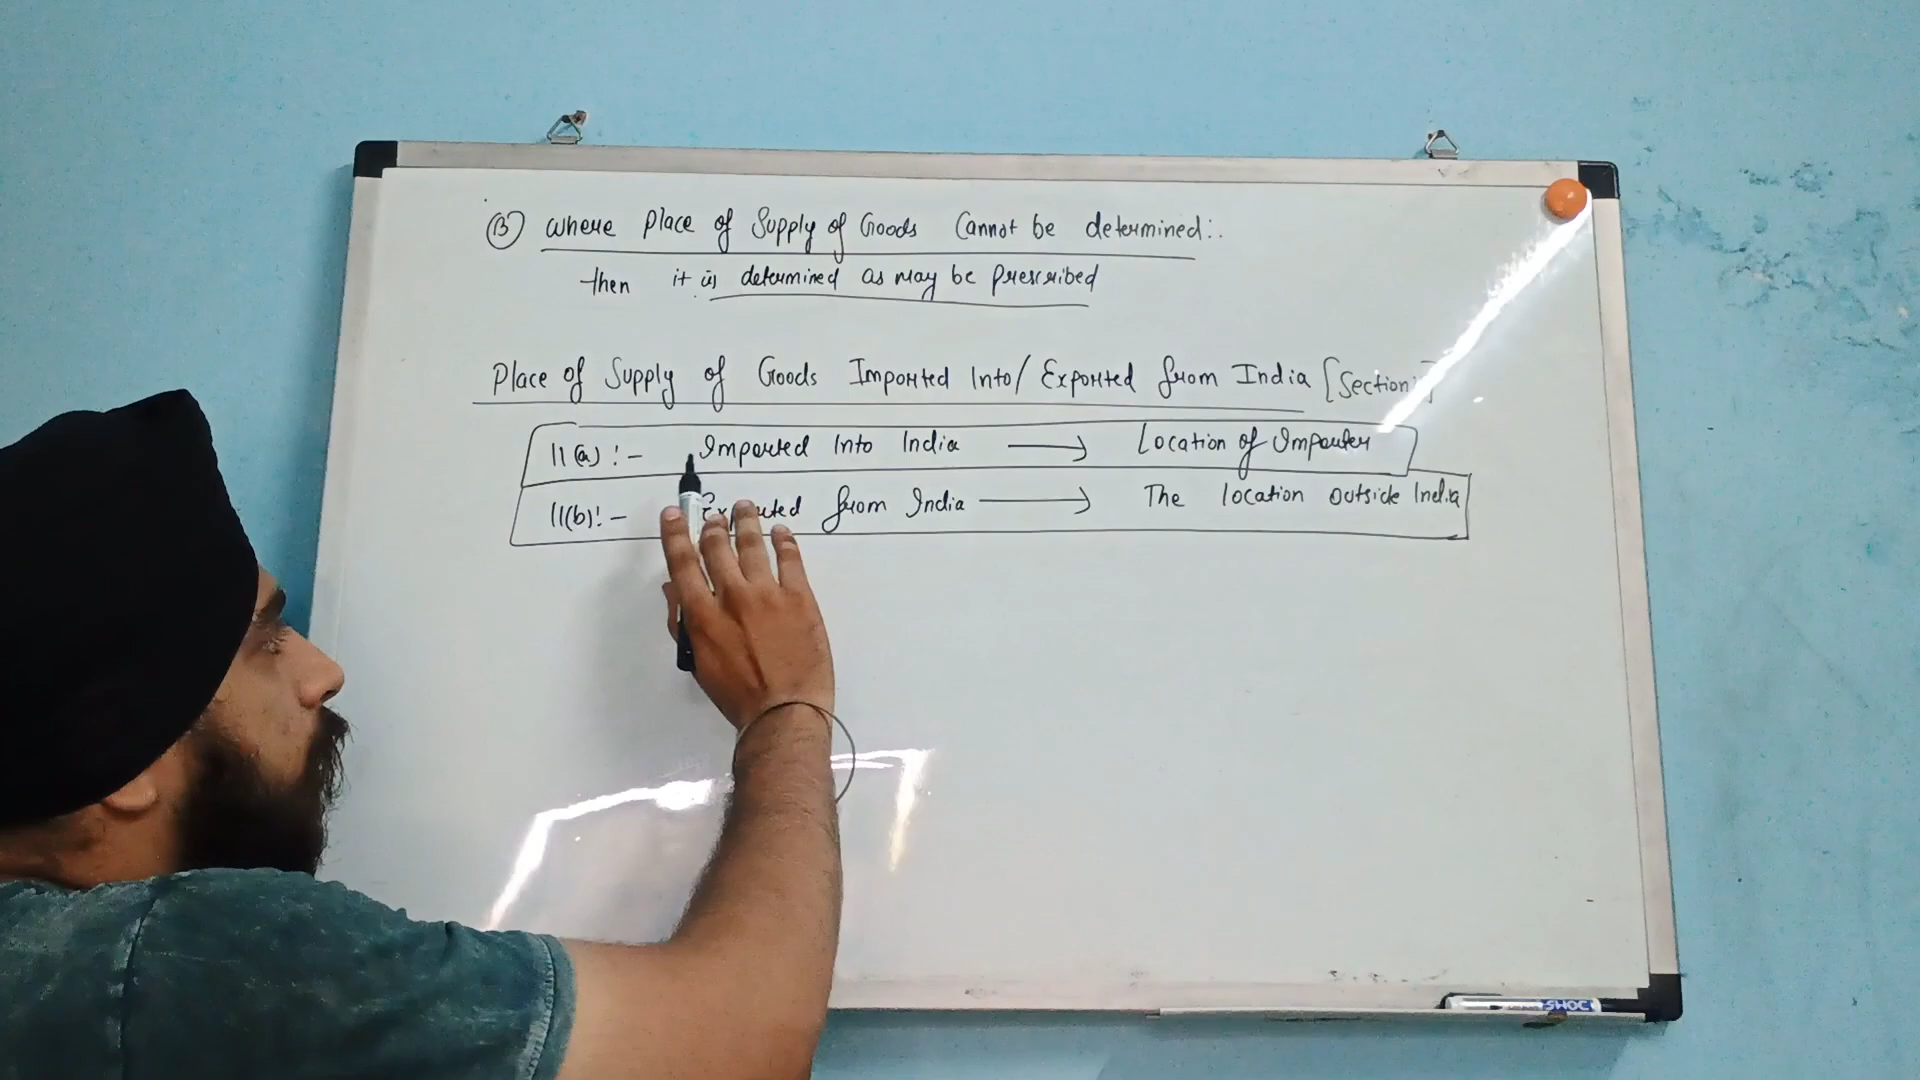 (B) where Place of Supply of Goods Cannot be determined:.
then it is determined as may be Prescribed
Place of Supply of Goods Imported Into/ Exported from India [Section
11(a):- Imported Into India → Location of Importer
11(b):- Exported from India → The location outside India